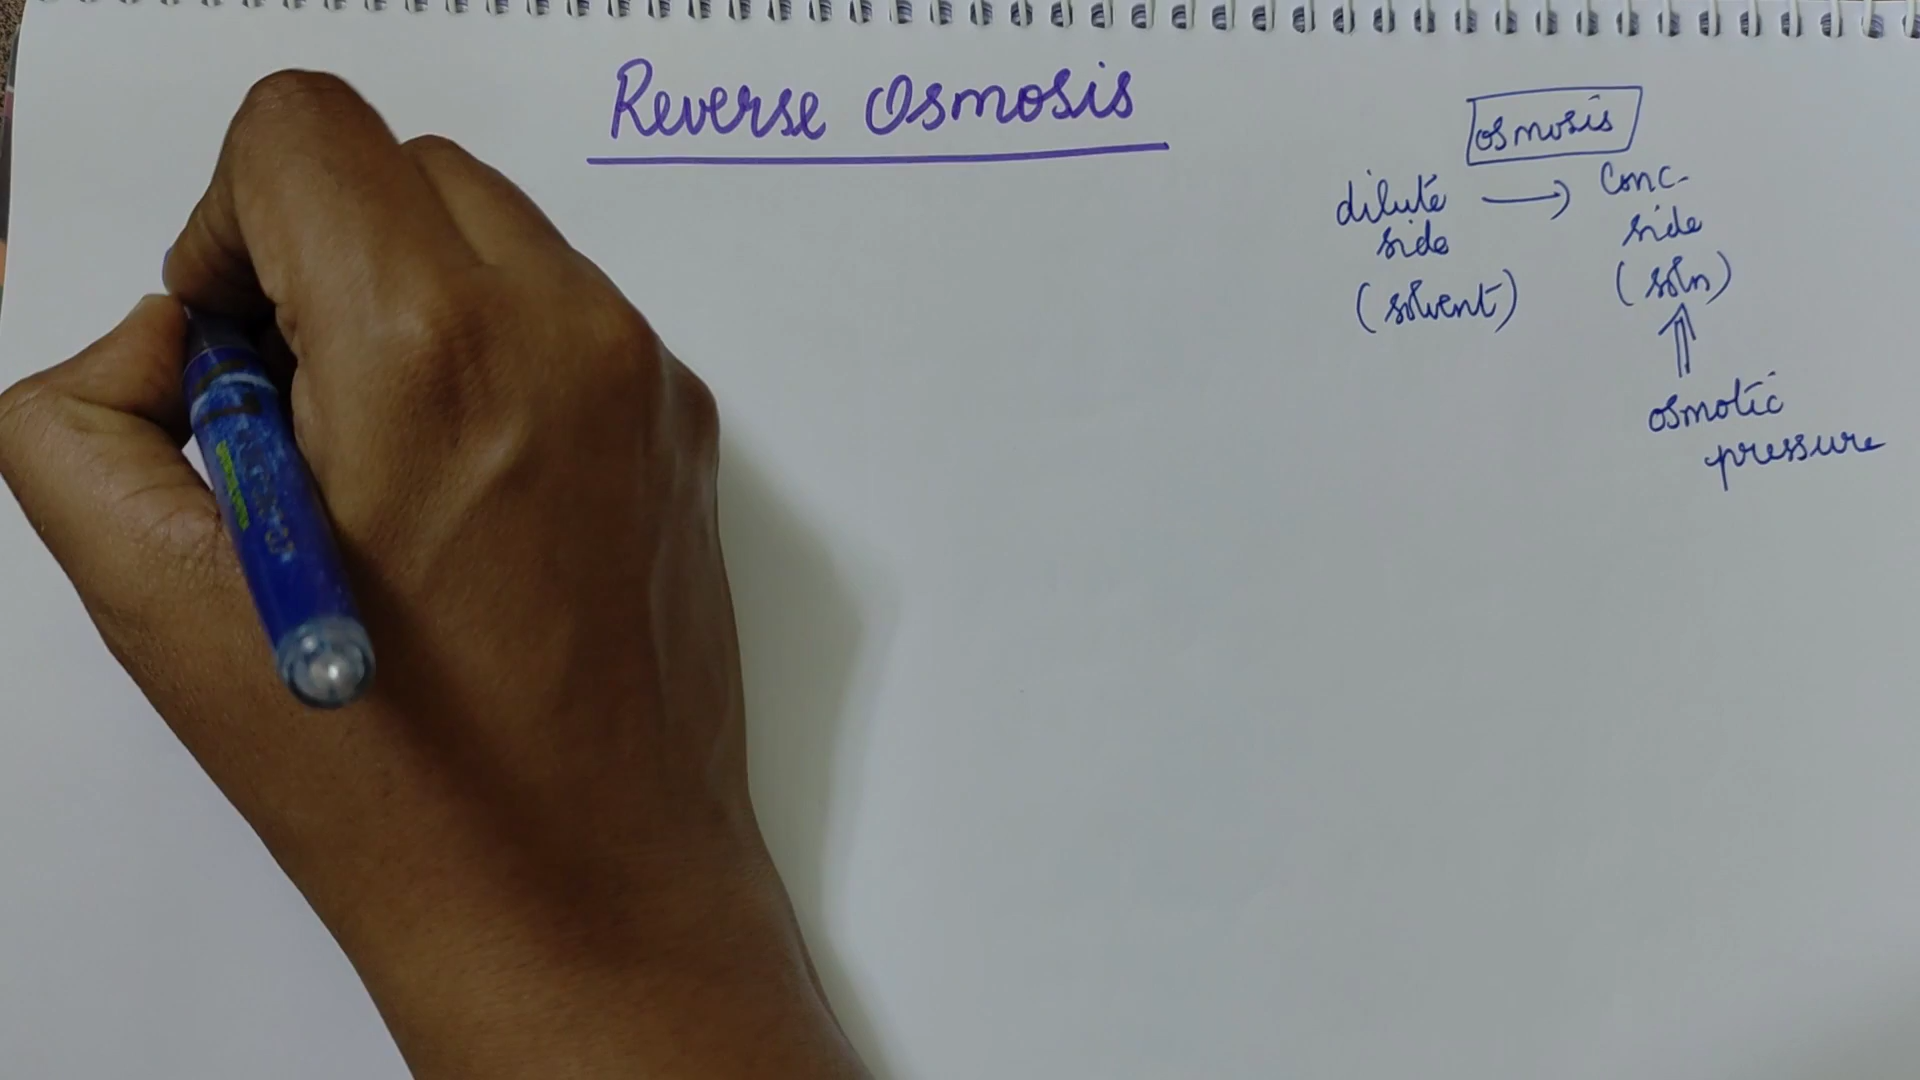 Reverse Osmosis
osmosis
dilute → Conc.
side side
(solvent) (soln)
⇑
osmotic
pressure